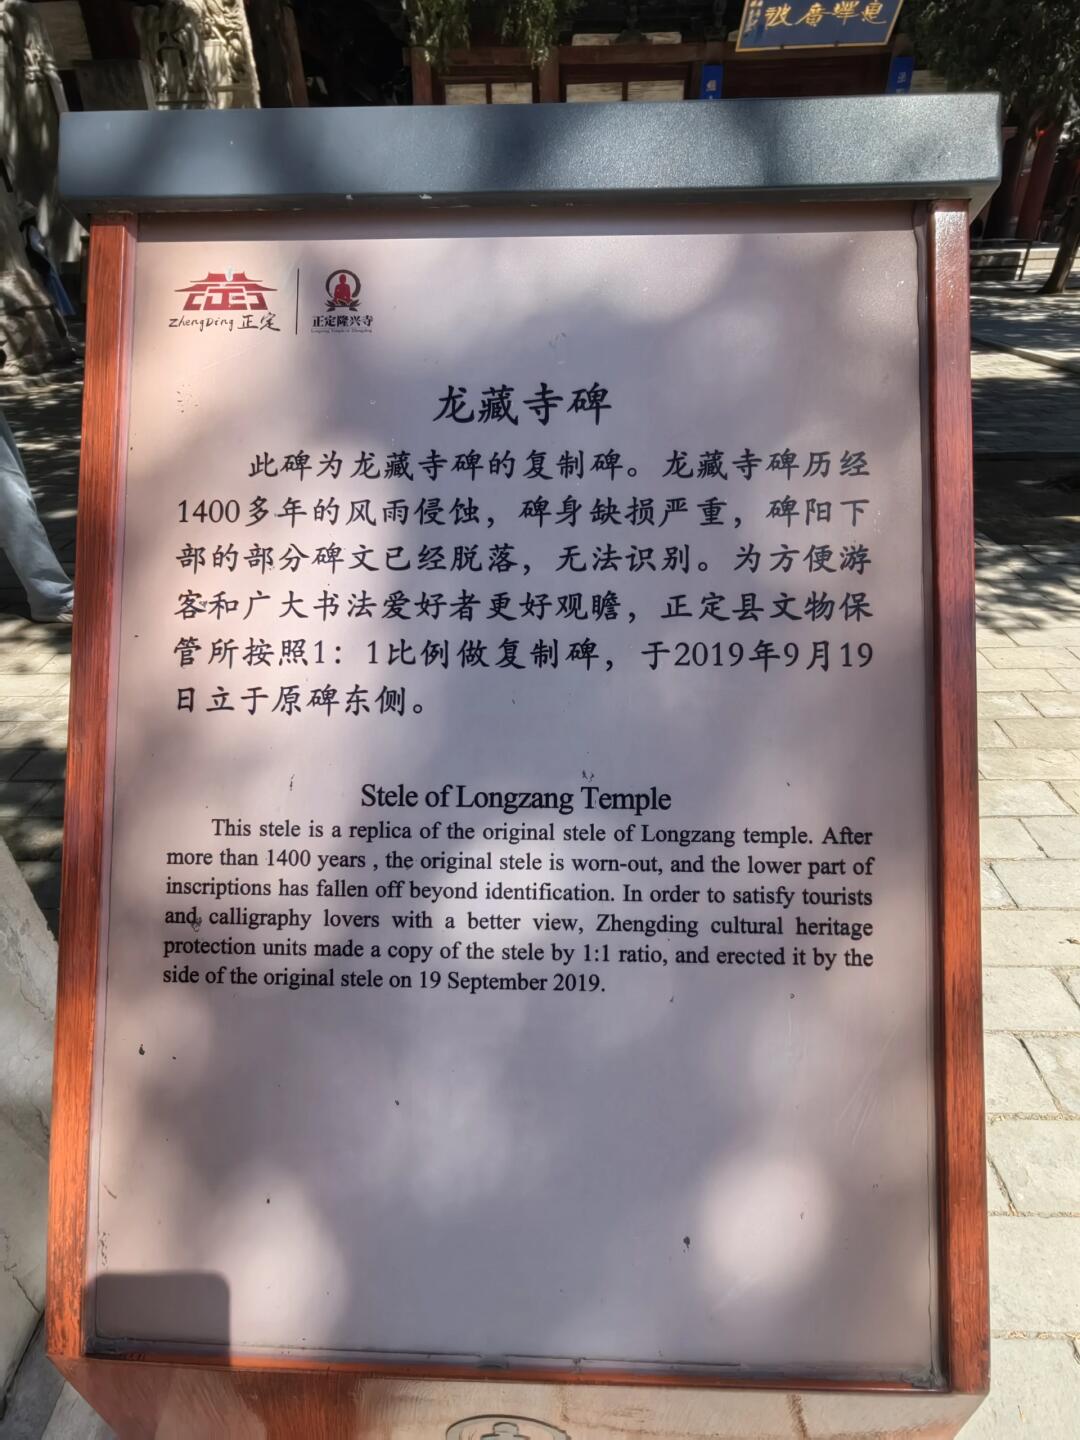 慈雲廣被
ZhengDing 正定
正定隆兴寺
龙藏寺碑
此碑为龙藏寺碑的复制碑。龙藏寺碑历经
1400多年的风雨侵蚀，碑身缺损严重，碑阳下
部的部分碑文已经脱落，无法识别。为方便游
客和广大书法爱好者更好观瞻，正定县文物保
管所按照1：1比例做复制碑，于2019年9月19
日立于原碑东侧。
Stele of Longzang Temple
This stele is a replica of the original stele of Longzang temple. After
more than 1400 years , the original stele is worn-out, and the lower part of
inscriptions has fallen off beyond identification. In order to satisfy tourists
and calligraphy lovers with a better view, Zhengding cultural heritage
protection units made a copy of the stele by 1:1 ratio, and erected it by the
side of the original stele on 19 September 2019.